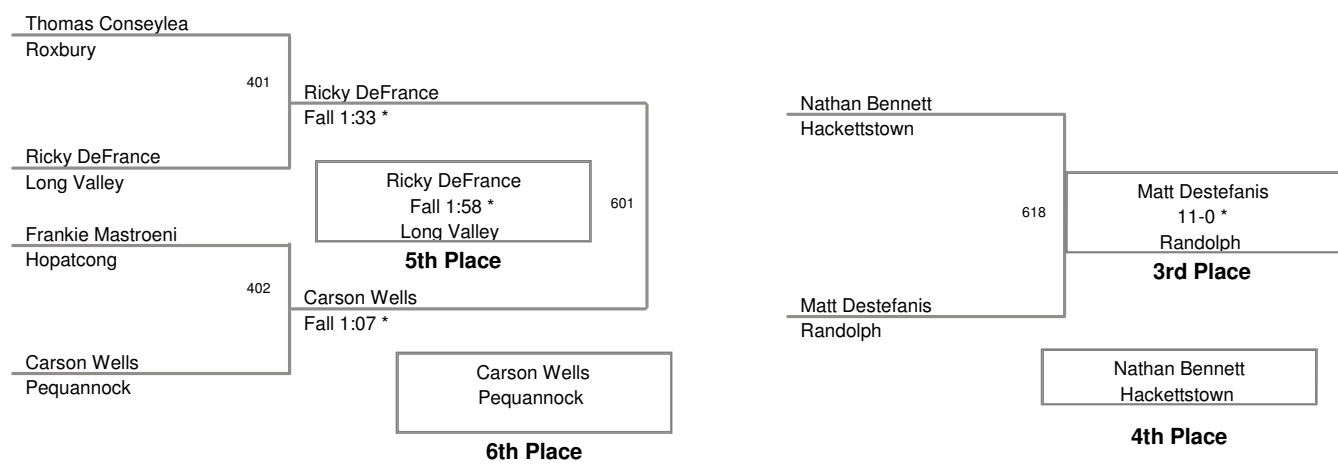 Thomas Conseylea
Roxbury
401
Ricky DeFrance
Fall 1:33 *
Ricky DeFrance
Long Valley
Ricky DeFrance
Fall 1:58 *
Long Valley
5th Place
601
Frankie Mastroeni
Hopatcong
402
Carson Wells
Fall 1:07 *
Carson Wells
Pequannock
Carson Wells
Pequannock
6th Place
Nathan Bennett
Hackettstown
618
Matt Destefanis
11-0 *
Randolph
3rd Place
Matt Destefanis
Randolph
Nathan Bennett
Hackettstown
4th Place